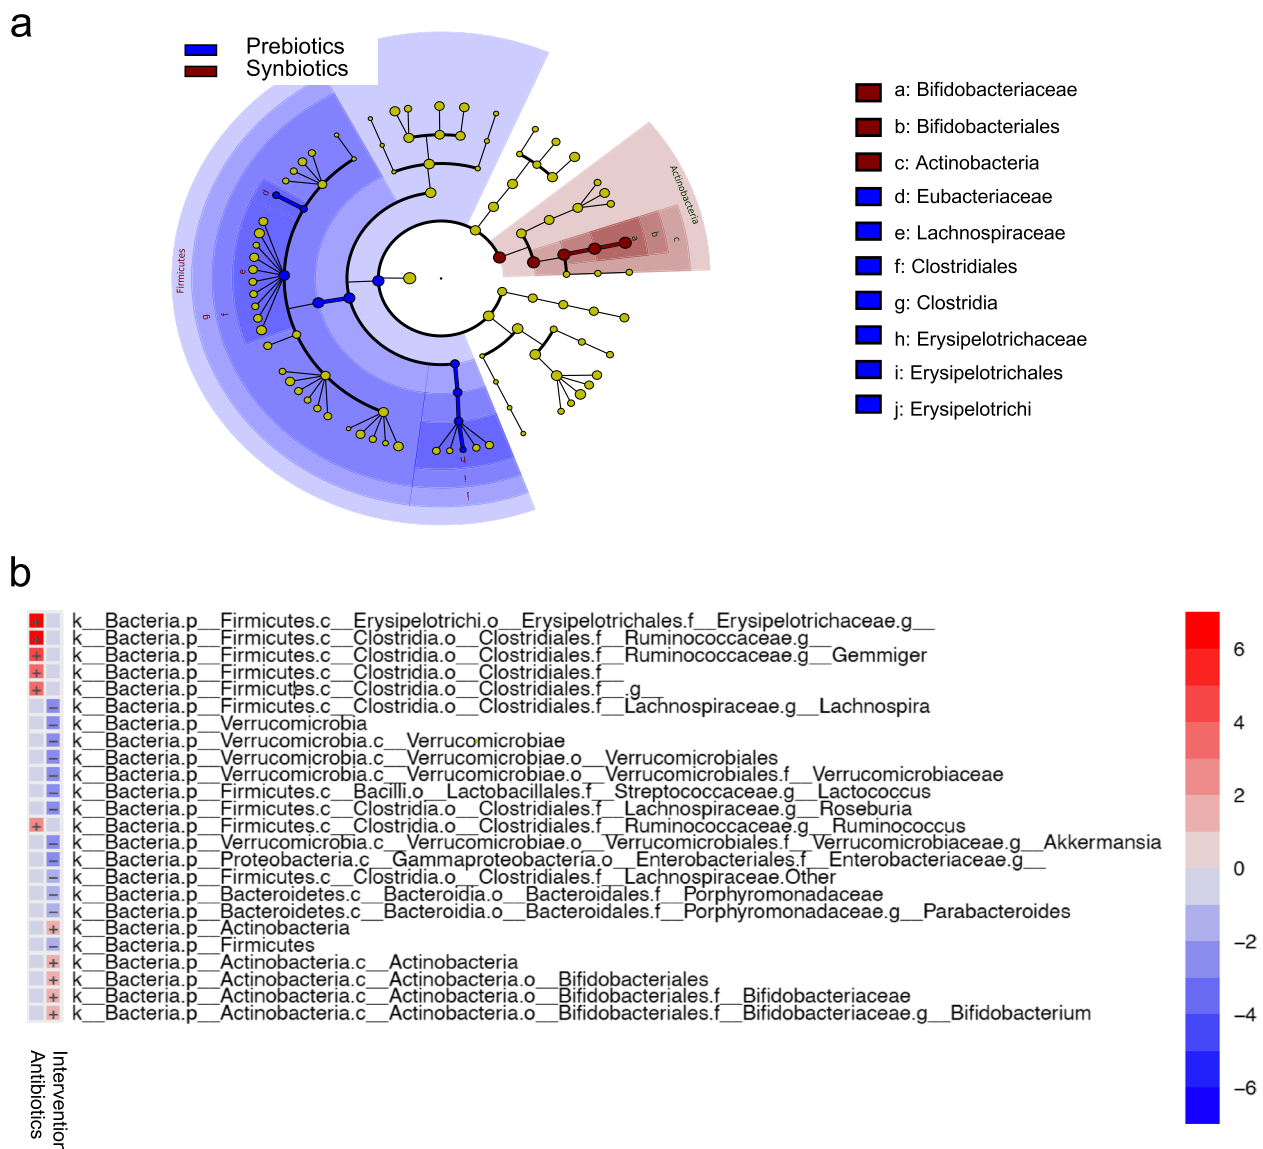 a
Prebiotics
Synbiotics
a: Bifidobacteriaceae
b: Bifidobacteriales
c: Actinobacteria
d: Eubacteriaceae
e: Lachnospiraceae
f: Clostridiales
g: Clostridia
h: Erysipelotrichaceae
i: Erysipelotrichales
j: Erysipelotrichi
Firmicutes
g
f
e
d
h
i
j
Actinobacteria
a
b
c
b
k__Bacteria.p__Firmicutes.c__Erysipelotrichi.o__Erysipelotrichales.f__Erysipelotrichaceae.g__
k__Bacteria.p__Firmicutes.c__Clostridia.o__Clostridiales.f__Ruminococcaceae.g__
k__Bacteria.p__Firmicutes.c__Clostridia.o__Clostridiales.f__Ruminococcaceae.g__Gemmiger
k__Bacteria.p__Firmicutes.c__Clostridia.o__Clostridiales.f__
k__Bacteria.p__Firmicutes.c__Clostridia.o__Clostridiales.f__.g__
k__Bacteria.p__Firmicutes.c__Clostridia.o__Clostridiales.f__Lachnospiraceae.g__Lachnospira
k__Bacteria.p__Verrucomicrobia
k__Bacteria.p__Verrucomicrobia.c__Verrucomicrobiae
k__Bacteria.p__Verrucomicrobia.c__Verrucomicrobiae.o__Verrucomicrobiales
k__Bacteria.p__Verrucomicrobia.c__Verrucomicrobiae.o__Verrucomicrobiales.f__Verrucomicrobiaceae
k__Bacteria.p__Firmicutes.c__Bacilli.o__Lactobacillales.f__Streptococcaceae.g__Lactococcus
k__Bacteria.p__Firmicutes.c__Clostridia.o__Clostridiales.f__Lachnospiraceae.g__Roseburia
k__Bacteria.p__Firmicutes.c__Clostridia.o__Clostridiales.f__Ruminococcaceae.g__Ruminococcus
k__Bacteria.p__Verrucomicrobia.c__Verrucomicrobiae.o__Verrucomicrobiales.f__Verrucomicrobiaceae.g__Akkermansia
k__Bacteria.p__Proteobacteria.c__Gammaproteobacteria.o__Enterobacteriales.f__Enterobacteriaceae.g__
k__Bacteria.p__Firmicutes.c__Clostridia.o__Clostridiales.f__Lachnospiraceae.Other
k__Bacteria.p__Bacteroidetes.c__Bacteroidia.o__Bacteroidales.f__Porphyromonadaceae
k__Bacteria.p__Bacteroidetes.c__Bacteroidia.o__Bacteroidales.f__Porphyromonadaceae.g__Parabacteroides
k__Bacteria.p__Actinobacteria
k__Bacteria.p__Firmicutes
k__Bacteria.p__Actinobacteria.c__Actinobacteria
k__Bacteria.p__Actinobacteria.c__Actinobacteria.o__Bifidobacteriales
k__Bacteria.p__Actinobacteria.c__Actinobacteria.o__Bifidobacteriales.f__Bifidobacteriaceae
k__Bacteria.p__Actinobacteria.c__Actinobacteria.o__Bifidobacteriales.f__Bifidobacteriaceae.g__Bifidobacterium
Antibiotics
Intervention
6
4
2
0
−2
−4
−6